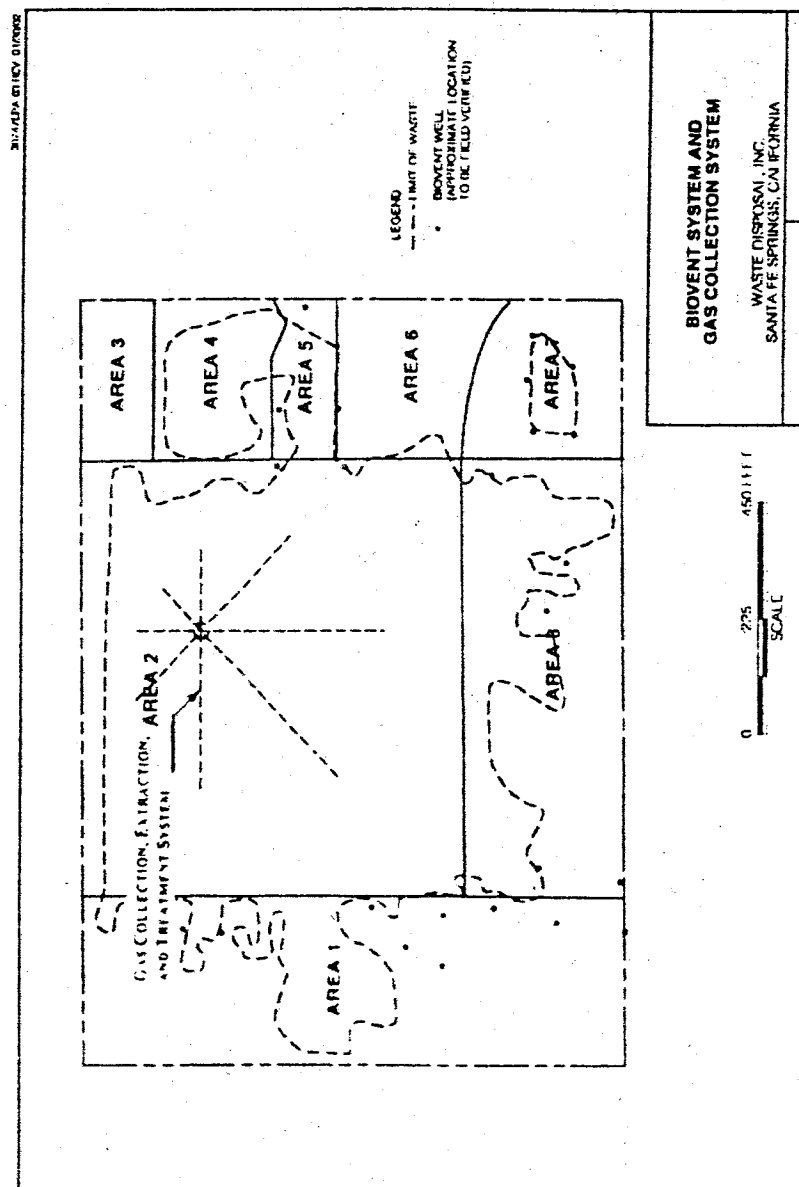 AREA 3
AREA 4
AREA 5
AREA 6
AREA 7
AREA 2
AREA 8
AREA 1
GAS COLLECTION, EXTRACTION,
AND TREATMENT SYSTEM
LEGEND
LIMIT OF WASTE
BIOVENT WELL
(APPROXIMATE LOCATION
TO BE FIELD VERIFIED)
0 225 450 FEET
SCALE
BIOVENT SYSTEM AND
GAS COLLECTION SYSTEM
WASTE DISPOSAL, INC.
SANTA FE SPRINGS, CALIFORNIA